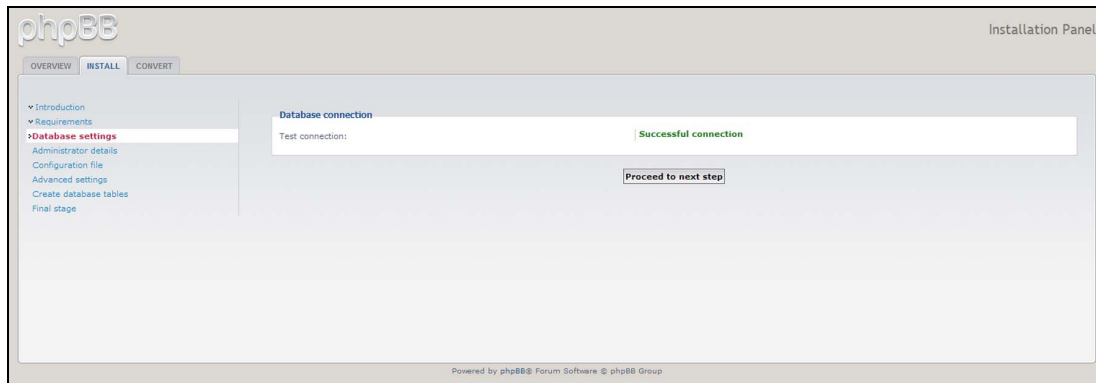 phpBB
Installation Panel
OVERVIEW INSTALL CONVERT
Introduction
Requirements
Database settings
Administrator details
Configuration file
Advanced settings
Create database tables
Final stage
Database connection
Test connection: Successful connection
Proceed to next step
Powered by phpBB® Forum Software © phpBB Group